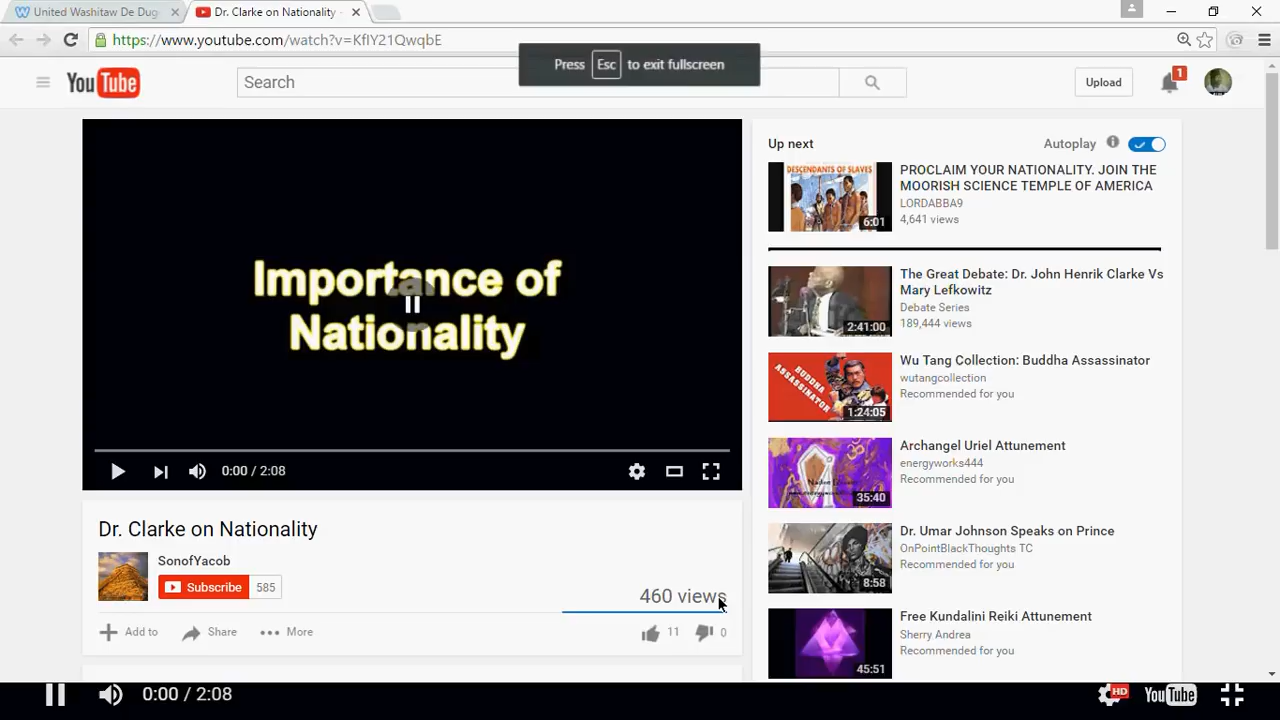 United Washitaw De Dug
Dr. Clarke on Nationality
https://www.youtube.com/watch?v=KfIY21QwqbE
Press Esc to exit fullscreen
YouTube
Search
Upload
1
Importance of
Nationality
0:00 / 2:08
Dr. Clarke on Nationality
SonofYacob
Subscribe 585
460 views
Add to Share More 11 0
Up next Autoplay
DESCENDANTS OF SLAVES
6:01
PROCLAIM YOUR NATIONALITY. JOIN THE
MOORISH SCIENCE TEMPLE OF AMERICA
LORDABBA9
4,641 views
2:41:00
The Great Debate: Dr. John Henrik Clarke Vs
Mary Lefkowitz
Debate Series
189,444 views
BUDDHA
ASSASSINATOR
1:24:05
Wu Tang Collection: Buddha Assassinator
wutangcollection
Recommended for you
35:40
Archangel Uriel Attunement
energyworks444
Recommended for you
8:58
Dr. Umar Johnson Speaks on Prince
OnPointBlackThoughts TC
Recommended for you
45:51
Free Kundalini Reiki Attunement
Sherry Andrea
Recommended for you
0:00 / 2:08
HD
YouTube